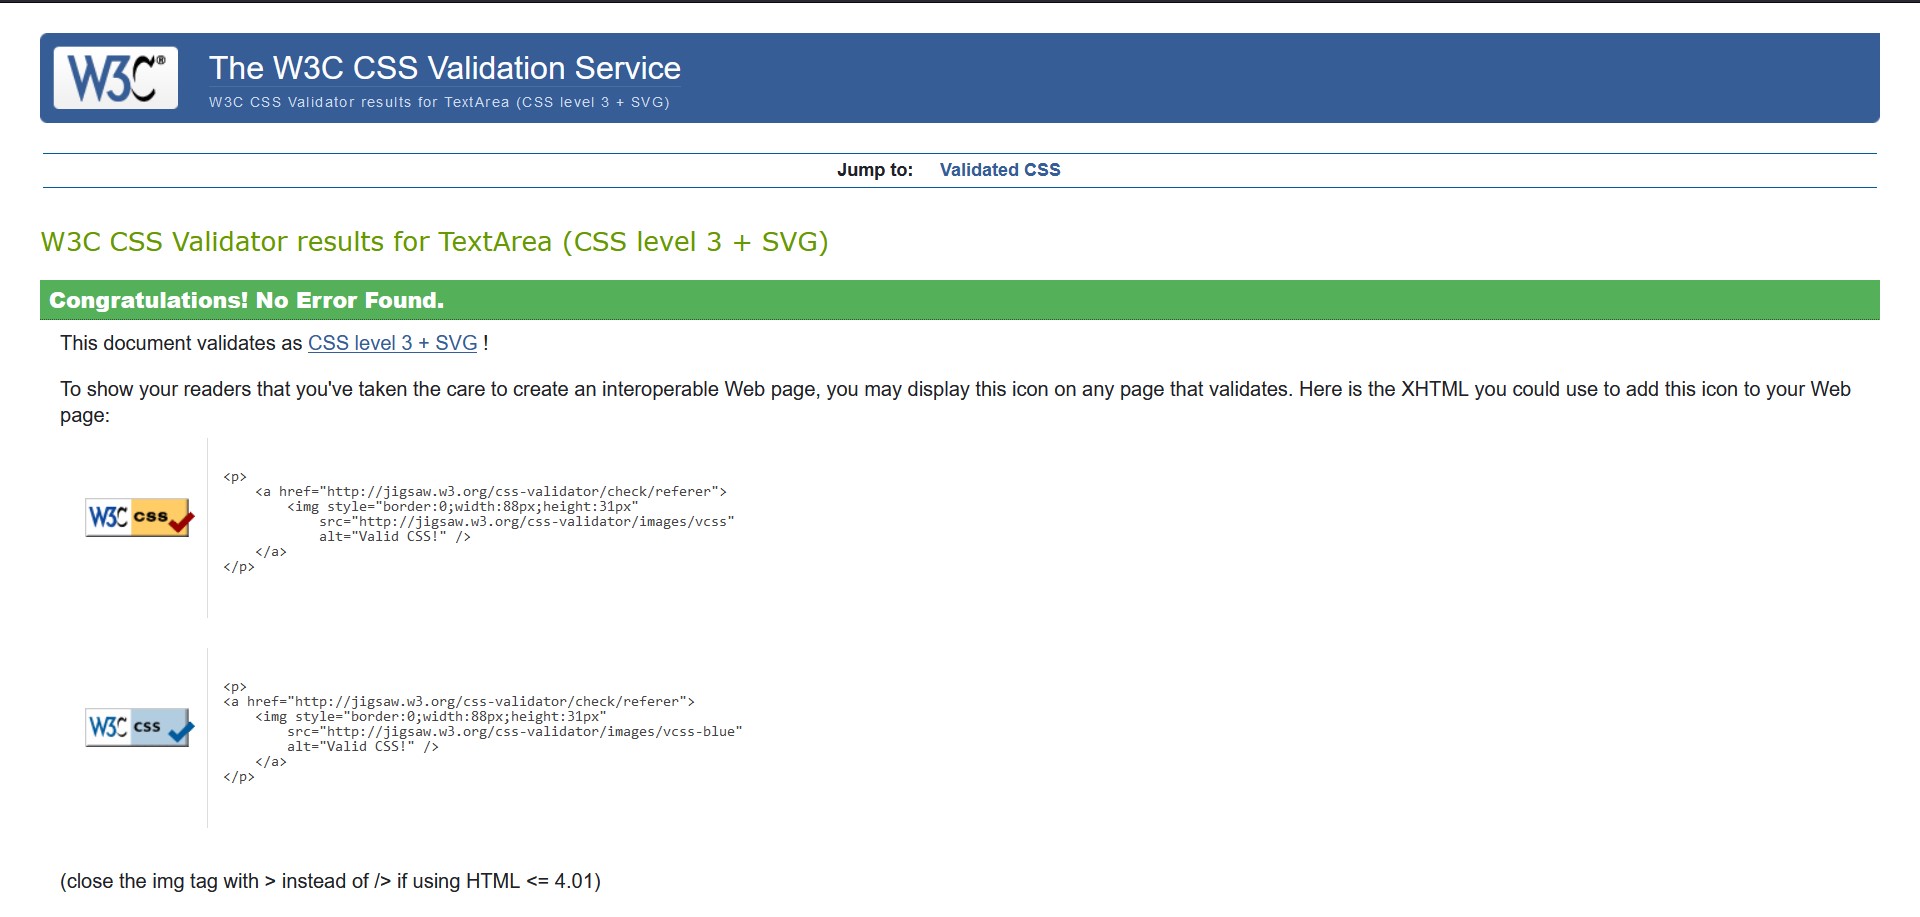 W3C®
The W3C CSS Validation Service
W3C CSS Validator results for TextArea (CSS level 3 + SVG)
Jump to: Validated CSS
W3C CSS Validator results for TextArea (CSS level 3 + SVG)
Congratulations! No Error Found.
This document validates as CSS level 3 + SVG !
To show your readers that you've taken the care to create an interoperable Web page, you may display this icon on any page that validates. Here is the XHTML you could use to add this icon to your Web
page:
W3C css
<p>
    <a href="http://jigsaw.w3.org/css-validator/check/referer">
        <img style="border:0;width:88px;height:31px"
            src="http://jigsaw.w3.org/css-validator/images/vcss"
            alt="Valid CSS!" />
    </a>
</p>
W3C css
<p>
<a href="http://jigsaw.w3.org/css-validator/check/referer">
    <img style="border:0;width:88px;height:31px"
        src="http://jigsaw.w3.org/css-validator/images/vcss-blue"
        alt="Valid CSS!" />
    </a>
</p>
(close the img tag with > instead of /> if using HTML <= 4.01)